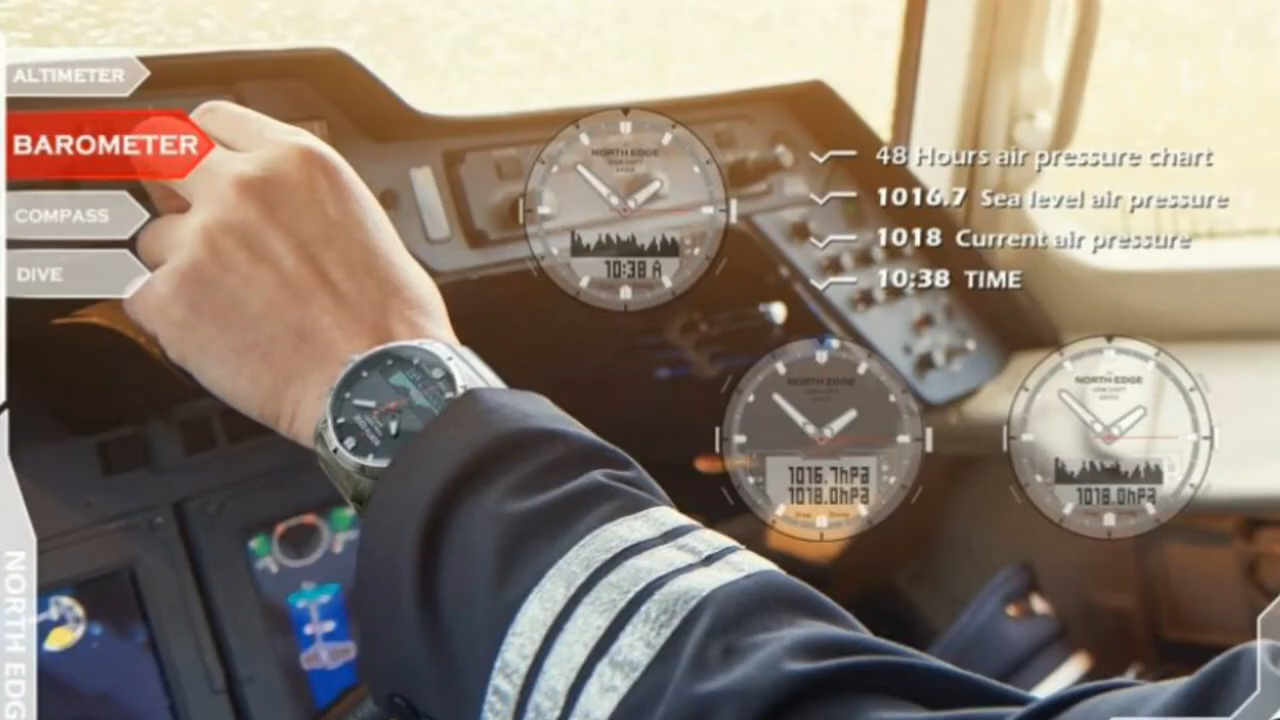 ALTIMETER
BAROMETER
COMPASS
DIVE
NORTH EDGE
10:38 A
48 Hours air pressure chart
1016.7 Sea level air pressure
1018 Current air pressure
10:38 TIME
NORTH EDGE
1016.7hPa
1018.0hPa
NORTH EDGE
1018.0hPa
NORTH EDG